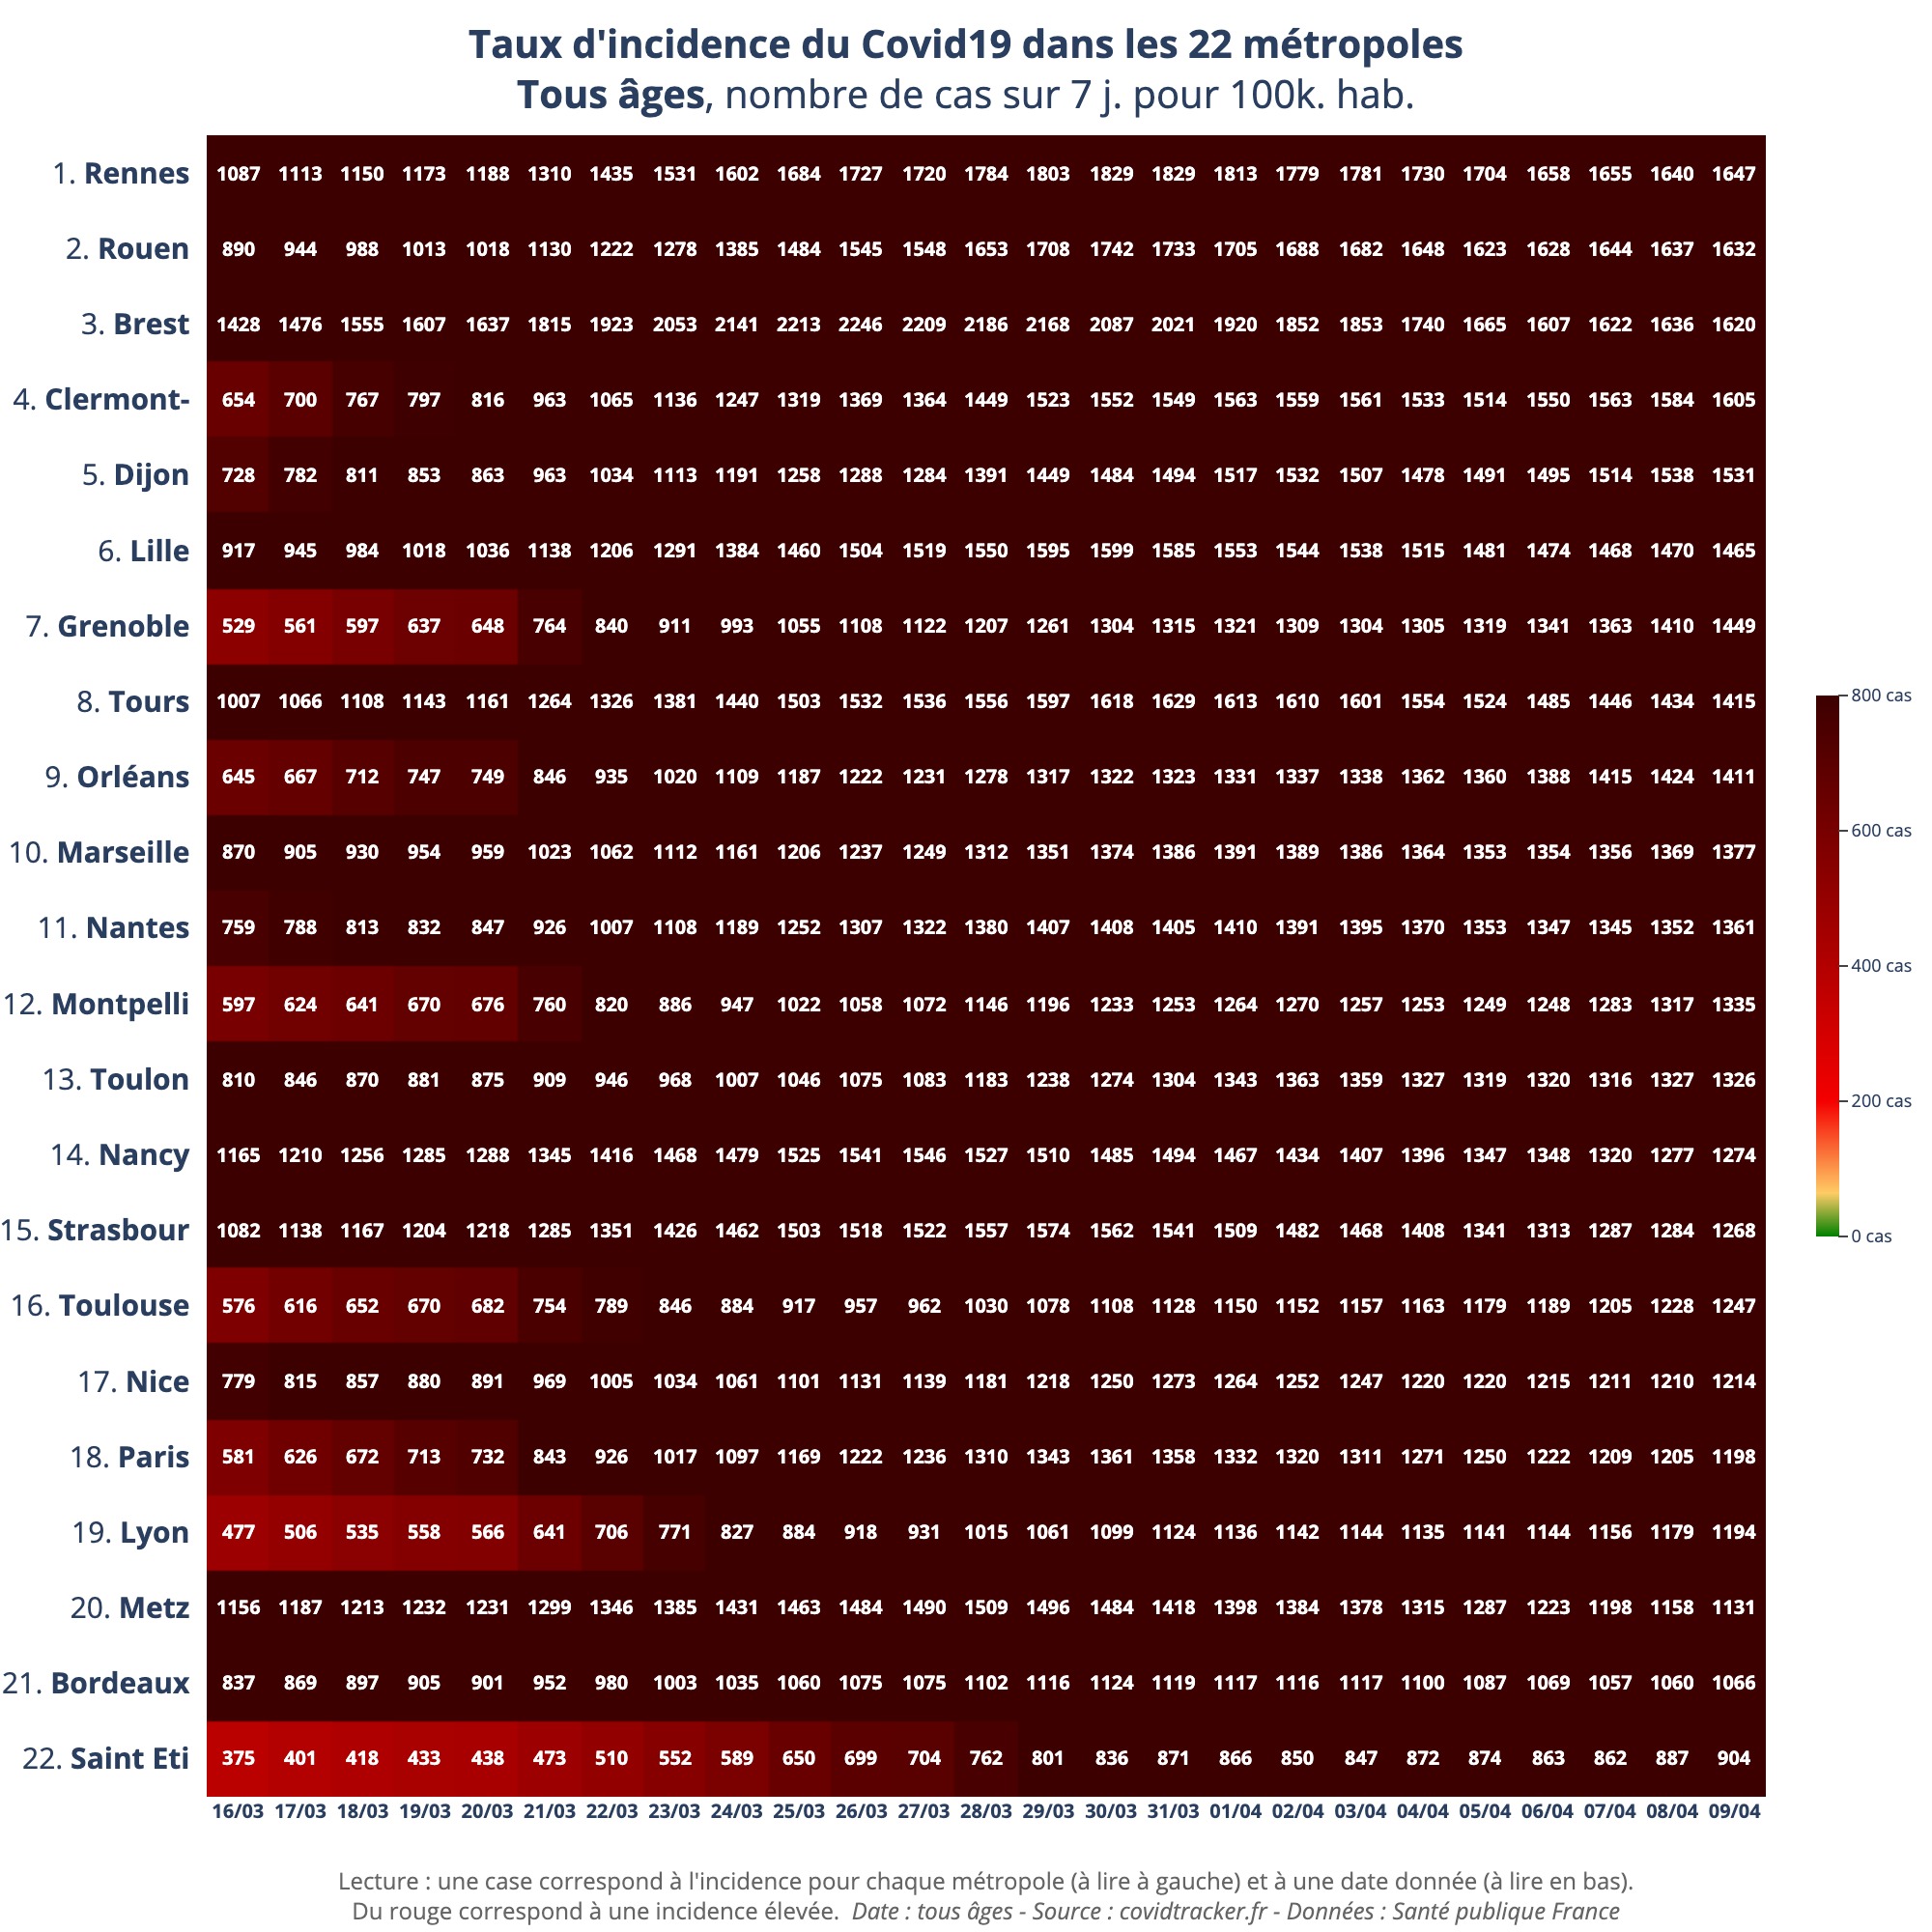 Taux d'incidence du Covid19 dans les 22 métropoles
Tous âges, nombre de cas sur 7 j. pour 100k. hab.
1. Rennes 1087 1113 1150 1173 1188 1310 1435 1531 1602 1684 1727 1720 1784 1803 1829 1829 1813 1779 1781 1730 1704 1658 1655 1640 1647
2. Rouen 890 944 988 1013 1018 1130 1222 1278 1385 1484 1545 1548 1653 1708 1742 1733 1705 1688 1682 1648 1623 1628 1644 1637 1632
3. Brest 1428 1476 1555 1607 1637 1815 1923 2053 2141 2213 2246 2209 2186 2168 2087 2021 1920 1852 1853 1740 1665 1607 1622 1636 1620
4. Clermont- 654 700 767 797 816 963 1065 1136 1247 1319 1369 1364 1449 1523 1552 1549 1563 1559 1561 1533 1514 1550 1563 1584 1605
5. Dijon 728 782 811 853 863 963 1034 1113 1191 1258 1288 1284 1391 1449 1484 1494 1517 1532 1507 1478 1491 1495 1514 1538 1531
6. Lille 917 945 984 1018 1036 1138 1206 1291 1384 1460 1504 1519 1550 1595 1599 1585 1553 1544 1538 1515 1481 1474 1468 1470 1465
7. Grenoble 529 561 597 637 648 764 840 911 993 1055 1108 1122 1207 1261 1304 1315 1321 1309 1304 1305 1319 1341 1363 1410 1449
8. Tours 1007 1066 1108 1143 1161 1264 1326 1381 1440 1503 1532 1536 1556 1597 1618 1629 1613 1610 1601 1554 1524 1485 1446 1434 1415
9. Orléans 645 667 712 747 749 846 935 1020 1109 1187 1222 1231 1278 1317 1322 1323 1331 1337 1338 1362 1360 1388 1415 1424 1411
10. Marseille 870 905 930 954 959 1023 1062 1112 1161 1206 1237 1249 1312 1351 1374 1386 1391 1389 1386 1364 1353 1354 1356 1369 1377
11. Nantes 759 788 813 832 847 926 1007 1108 1189 1252 1307 1322 1380 1407 1408 1405 1410 1391 1395 1370 1353 1347 1345 1352 1361
12. Montpelli 597 624 641 670 676 760 820 886 947 1022 1058 1072 1146 1196 1233 1253 1264 1270 1257 1253 1249 1248 1283 1317 1335
13. Toulon 810 846 870 881 875 909 946 968 1007 1046 1075 1083 1183 1238 1274 1304 1343 1363 1359 1327 1319 1320 1316 1327 1326
14. Nancy 1165 1210 1256 1285 1288 1345 1416 1468 1479 1525 1541 1546 1527 1510 1485 1494 1467 1434 1407 1396 1347 1348 1320 1277 1274
15. Strasbour 1082 1138 1167 1204 1218 1285 1351 1426 1462 1503 1518 1522 1557 1574 1562 1541 1509 1482 1468 1408 1341 1313 1287 1284 1268
16. Toulouse 576 616 652 670 682 754 789 846 884 917 957 962 1030 1078 1108 1128 1150 1152 1157 1163 1179 1189 1205 1228 1247
17. Nice 779 815 857 880 891 969 1005 1034 1061 1101 1131 1139 1181 1218 1250 1273 1264 1252 1247 1220 1220 1215 1211 1210 1214
18. Paris 581 626 672 713 732 843 926 1017 1097 1169 1222 1236 1310 1343 1361 1358 1332 1320 1311 1271 1250 1222 1209 1205 1198
19. Lyon 477 506 535 558 566 641 706 771 827 884 918 931 1015 1061 1099 1124 1136 1142 1144 1135 1141 1144 1156 1179 1194
20. Metz 1156 1187 1213 1232 1231 1299 1346 1385 1431 1463 1484 1490 1509 1496 1484 1418 1398 1384 1378 1315 1287 1223 1198 1158 1131
21. Bordeaux 837 869 897 905 901 952 980 1003 1035 1060 1075 1075 1102 1116 1124 1119 1117 1116 1117 1100 1087 1069 1057 1060 1066
22. Saint Eti 375 401 418 433 438 473 510 552 589 650 699 704 762 801 836 871 866 850 847 872 874 863 862 887 904
16/03 17/03 18/03 19/03 20/03 21/03 22/03 23/03 24/03 25/03 26/03 27/03 28/03 29/03 30/03 31/03 01/04 02/04 03/04 04/04 05/04 06/04 07/04 08/04 09/04
800 cas
600 cas
400 cas
200 cas
0 cas
Lecture : une case correspond à l'incidence pour chaque métropole (à lire à gauche) et à une date donnée (à lire en bas).
Du rouge correspond à une incidence élevée. Date : tous âges - Source : covidtracker.fr - Données : Santé publique France